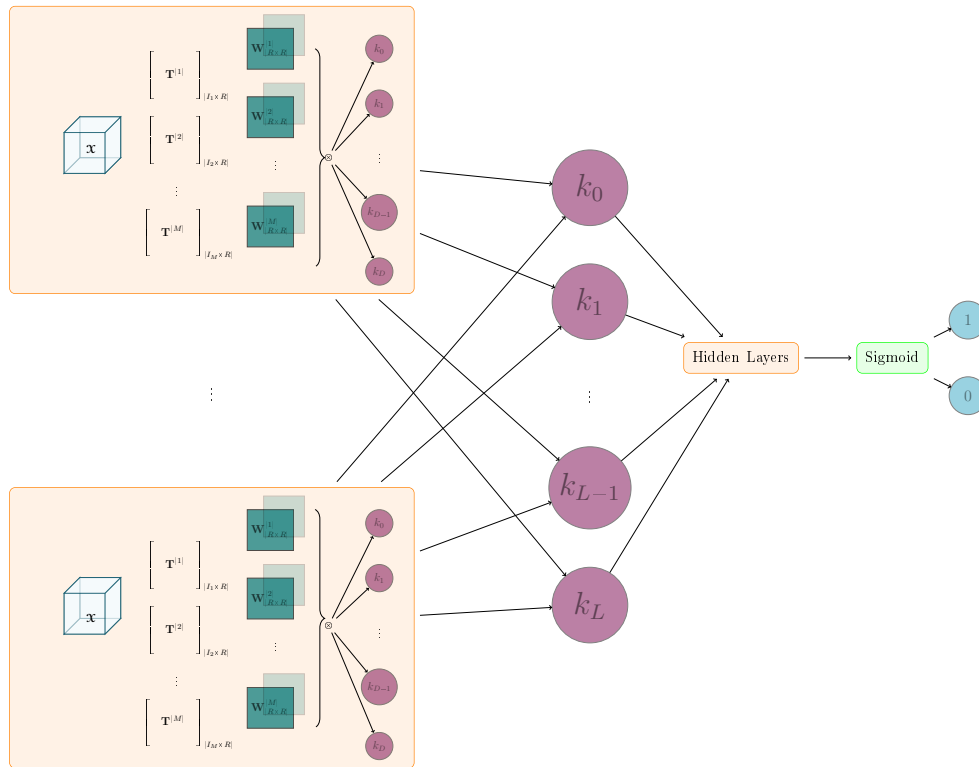 𝔛
T^{|1|}
|I_1 × R|
T^{|2|}
|I_2 × R|
⋮
T^{|M|}
|I_M × R|
W^{|1|}_{|R×R|}
W^{|2|}_{|R×R|}
⋮
W^{|M|}_{|R×R|}
⊗
k_0
k_1
⋮
k_{D−1}
k_D
⋮
𝔛
T^{|1|}
|I_1 × R|
T^{|2|}
|I_2 × R|
⋮
T^{|M|}
|I_M × R|
W^{|1|}_{|R×R|}
W^{|2|}_{|R×R|}
⋮
W^{|M|}_{|R×R|}
⊗
k_0
k_1
⋮
k_{D−1}
k_D
k_0
k_1
⋮
k_{L−1}
k_L
Hidden Layers
Sigmoid
1
0